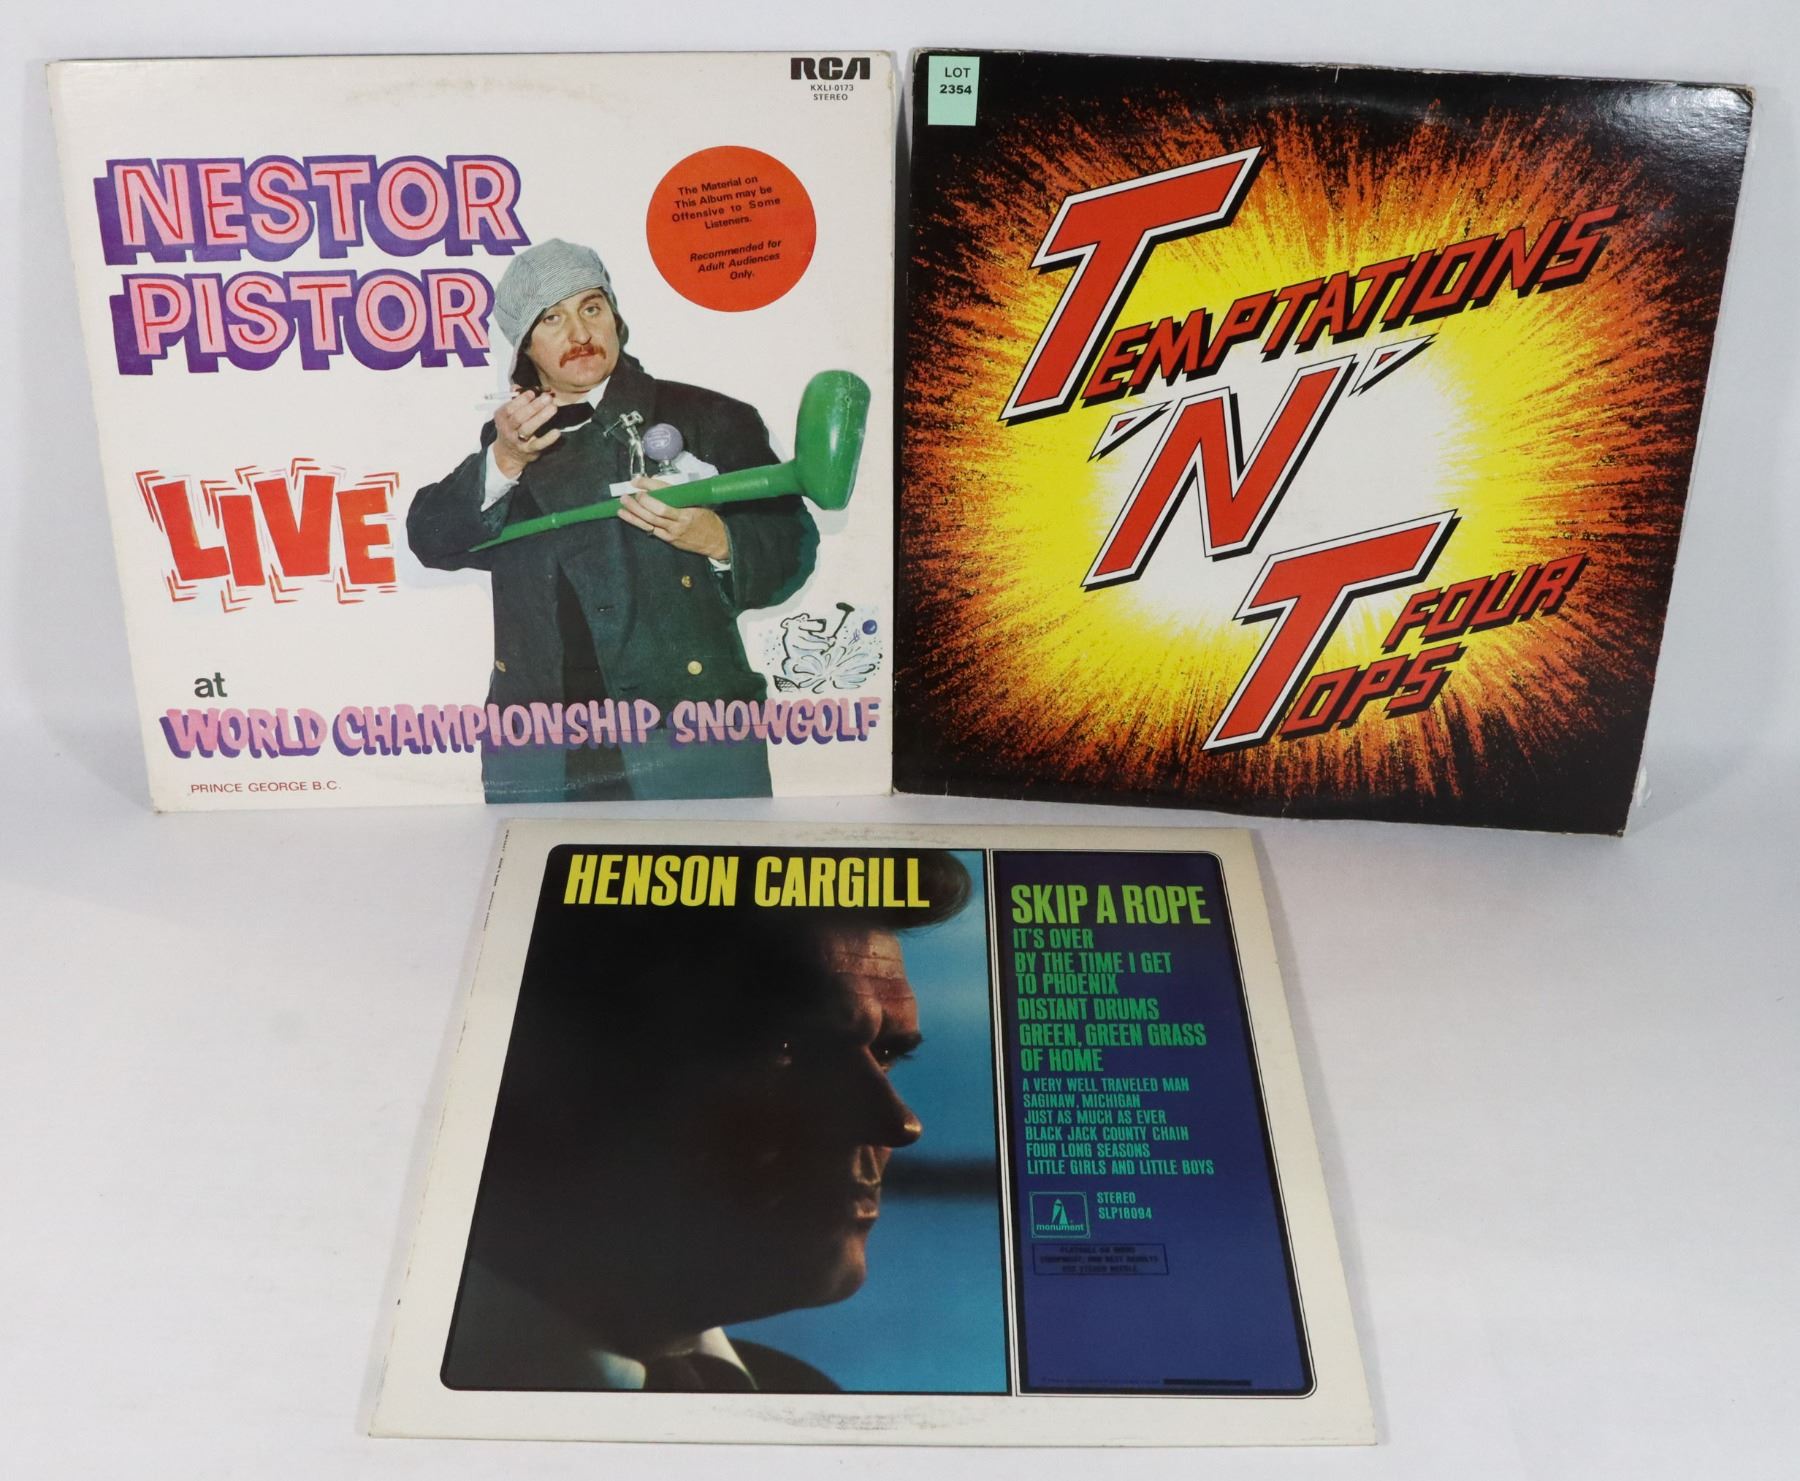 RCA
KXLI-0173
STEREO
NESTOR
PISTOR
The Material on
This Album may be
Offensive to Some
Listeners.
Recommended for
Adult Audiences
Only.
LIVE
at
WORLD CHAMPIONSHIP SNOWGOLF
PRINCE GEORGE B.C.
LOT
2354
TEMPTATIONS
"N"
FOUR
TOPS
HENSON CARGILL
SKIP A ROPE
IT'S OVER
BY THE TIME I GET
TO PHOENIX
DISTANT DRUMS
GREEN, GREEN GRASS
OF HOME
A VERY WELL TRAVELED MAN
SAGINAW, MICHIGAN
JUST AS MUCH AS EVER
BLACK JACK COUNTY CHAIN
FOUR LONG SEASONS
LITTLE GIRLS AND LITTLE BOYS
monument
STEREO
SLP18094